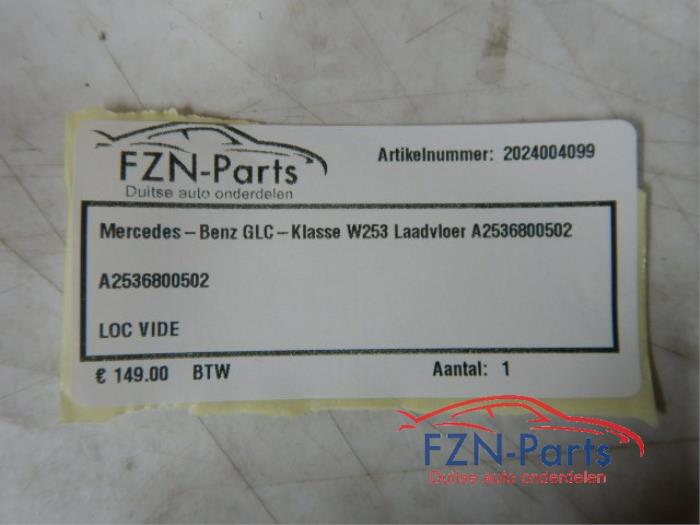 FZN-Parts
Duitse auto onderdelen
Artikelnummer: 2024004099
Mercedes-Benz GLC-Klasse W253 Laadvloer A2536800502
A2536800502
LOC VIDE
€ 149.00 BTW Aantal: 1
FZN-Parts
Duitse auto onderdelen